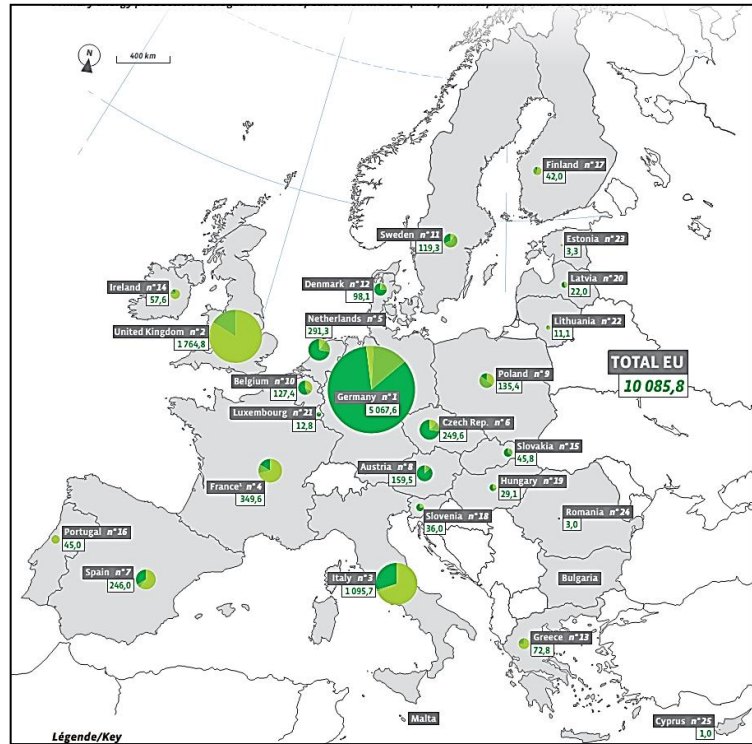 N
400 km
Finland n°17
42,0
Sweden n°11
119,3
Estonia n°23
3,3
Ireland n°14
57,6
Denmark n°12
98,1
Latvia n°20
22,0
United Kingdom n°2
1 764,8
Netherlands n°5
291,3
Lithuania n°22
11,1
TOTAL EU
10 085,8
Belgium n°10
127,4
Germany n°1
5 067,6
Poland n°9
135,4
Luxembourg n°21
12,8
Czech Rep. n°6
249,6
Slovakia n°15
45,8
Austria n°8
159,5
Hungary n°19
29,1
France¹ n°4
349,6
Slovenia n°18
36,0
Romania n°24
3,0
Portugal n°16
45,0
Spain n°7
246,0
Italy n°3
1 095,7
Bulgaria
Greece n°13
72,8
Malta
Cyprus n°25
1,0
Légende/Key